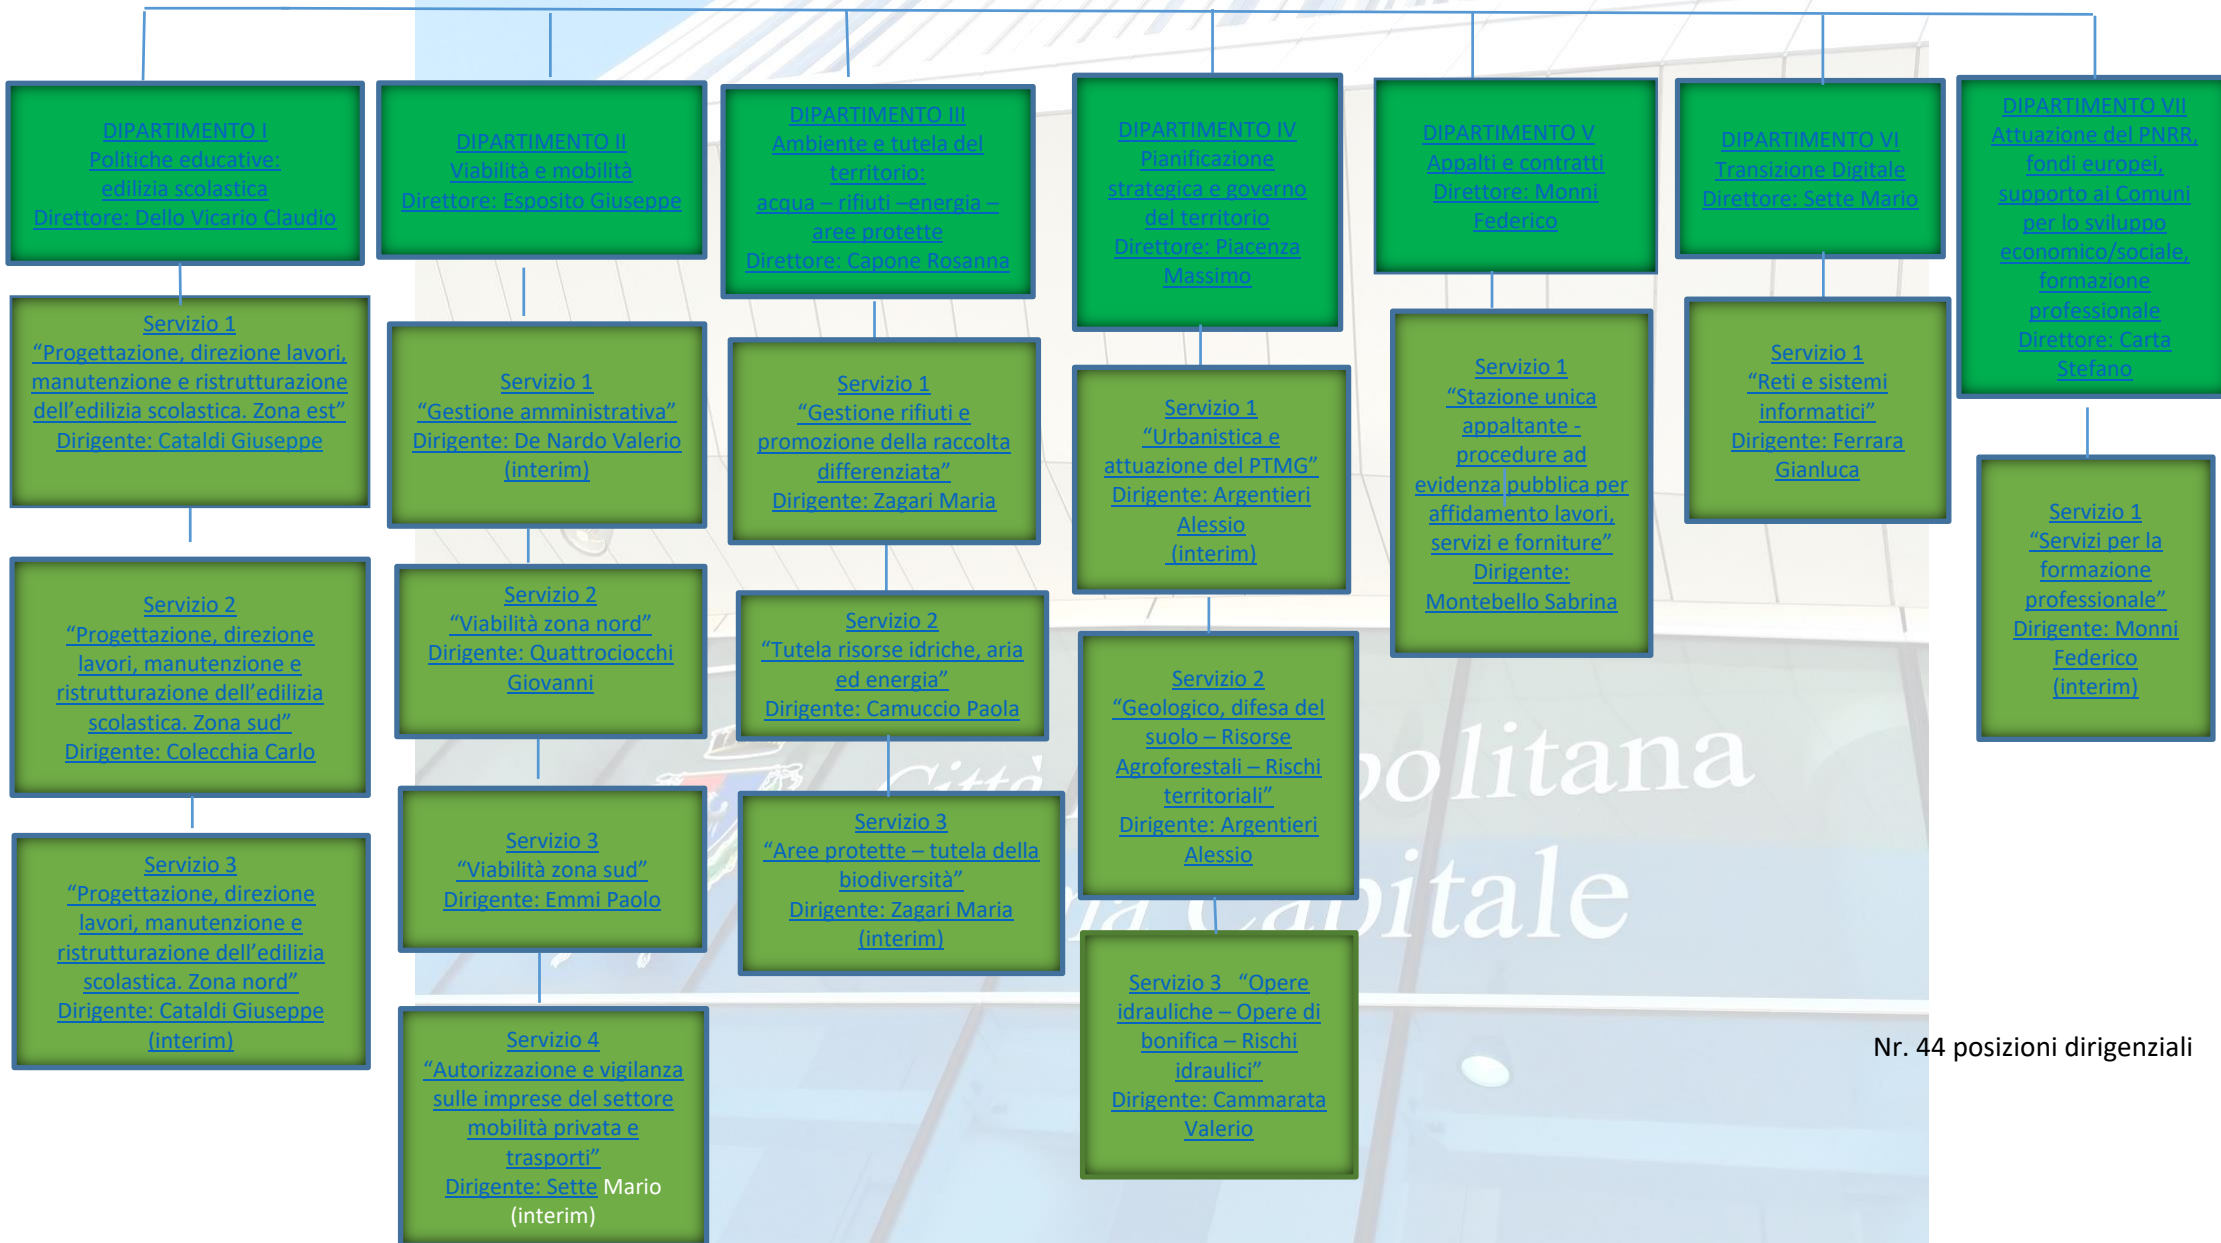 DIPARTIMENTO I
Politiche educative:
edilizia scolastica
Direttore: Dello Vicario Claudio
Servizio 1
“Progettazione, direzione lavori,
manutenzione e ristrutturazione
dell’edilizia scolastica. Zona est”
Dirigente: Cataldi Giuseppe
Servizio 2
“Progettazione, direzione
lavori, manutenzione e
ristrutturazione dell’edilizia
scolastica. Zona sud”
Dirigente: Colecchia Carlo
Servizio 3
“Progettazione, direzione
lavori, manutenzione e
ristrutturazione dell’edilizia
scolastica. Zona nord”
Dirigente: Cataldi Giuseppe
(interim)
DIPARTIMENTO II
Viabilità e mobilità
Direttore: Esposito Giuseppe
Servizio 1
“Gestione amministrativa”
Dirigente: De Nardo Valerio
(interim)
Servizio 2
“Viabilità zona nord”
Dirigente: Quattrociocchi
Giovanni
Servizio 3
“Viabilità zona sud”
Dirigente: Emmi Paolo
Servizio 4
“Autorizzazione e vigilanza
sulle imprese del settore
mobilità privata e
trasporti”
Dirigente: Sette Mario
(interim)
DIPARTIMENTO III
Ambiente e tutela del
territorio:
acqua – rifiuti –energia –
aree protette
Direttore: Capone Rosanna
Servizio 1
“Gestione rifiuti e
promozione della raccolta
differenziata”
Dirigente: Zagari Maria
Servizio 2
“Tutela risorse idriche, aria
ed energia”
Dirigente: Camuccio Paola
Servizio 3
“Aree protette – tutela della
biodiversità”
Dirigente: Zagari Maria
(interim)
DIPARTIMENTO IV
Pianificazione
strategica e governo
del territorio
Direttore: Piacenza
Massimo
Servizio 1
“Urbanistica e
attuazione del PTMG”
Dirigente: Argentieri
Alessio
(interim)
Servizio 2
“Geologico, difesa del
suolo – Risorse
Agroforestali – Rischi
territoriali”
Dirigente: Argentieri
Alessio
Servizio 3 “Opere
idrauliche – Opere di
bonifica – Rischi
idraulici”
Dirigente: Cammarata
Valerio
DIPARTIMENTO V
Appalti e contratti
Direttore: Monni
Federico
Servizio 1
“Stazione unica
appaltante -
procedure ad
evidenza pubblica per
affidamento lavori,
servizi e forniture”
Dirigente:
Montebello Sabrina
DIPARTIMENTO VI
Transizione Digitale
Direttore: Sette Mario
Servizio 1
“Reti e sistemi
informatici”
Dirigente: Ferrara
Gianluca
DIPARTIMENTO VII
Attuazione del PNRR,
fondi europei,
supporto ai Comuni
per lo sviluppo
economico/sociale,
formazione
professionale
Direttore: Carta
Stefano
Servizio 1
“Servizi per la
formazione
professionale”
Dirigente: Monni
Federico
(interim)
Nr. 44 posizioni dirigenziali
Città politana
Capitale